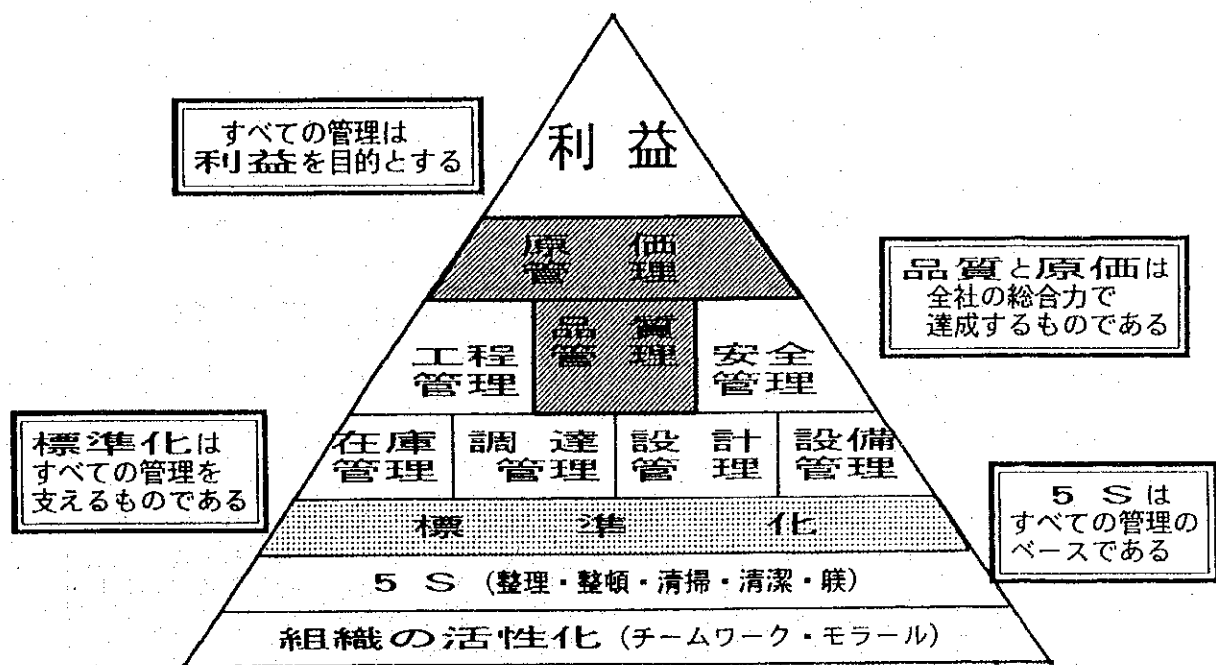 すべての管理は
利益を目的とする
利益
原価
管理
品質と原価は
全社の総合力で
達成するものである
工程
管理
品質
管理
安全
管理
標準化は
すべての管理を
支えるものである
在庫
管理
調達
管理
設計
管理
設備
管理
標準化
5Sは
すべての管理の
ベースである
5S(整理・整頓・清掃・清潔・躾)
組織の活性化(チームワーク・モラール)